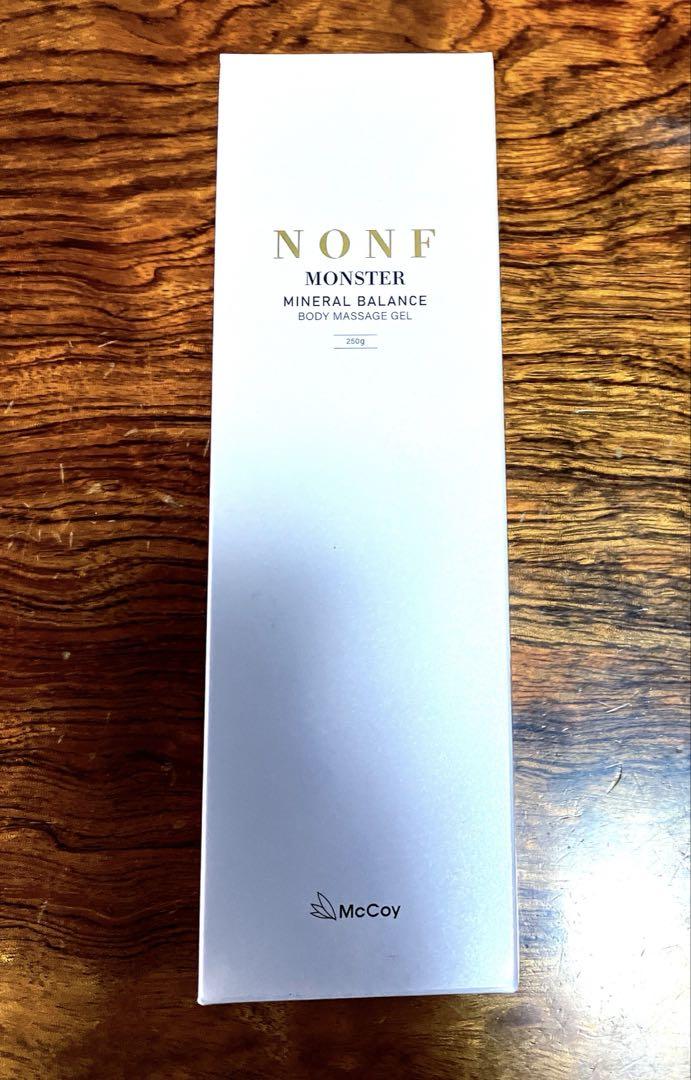 NONF
MONSTER
MINERAL BALANCE
BODY MASSAGE GEL
250g
McCoy